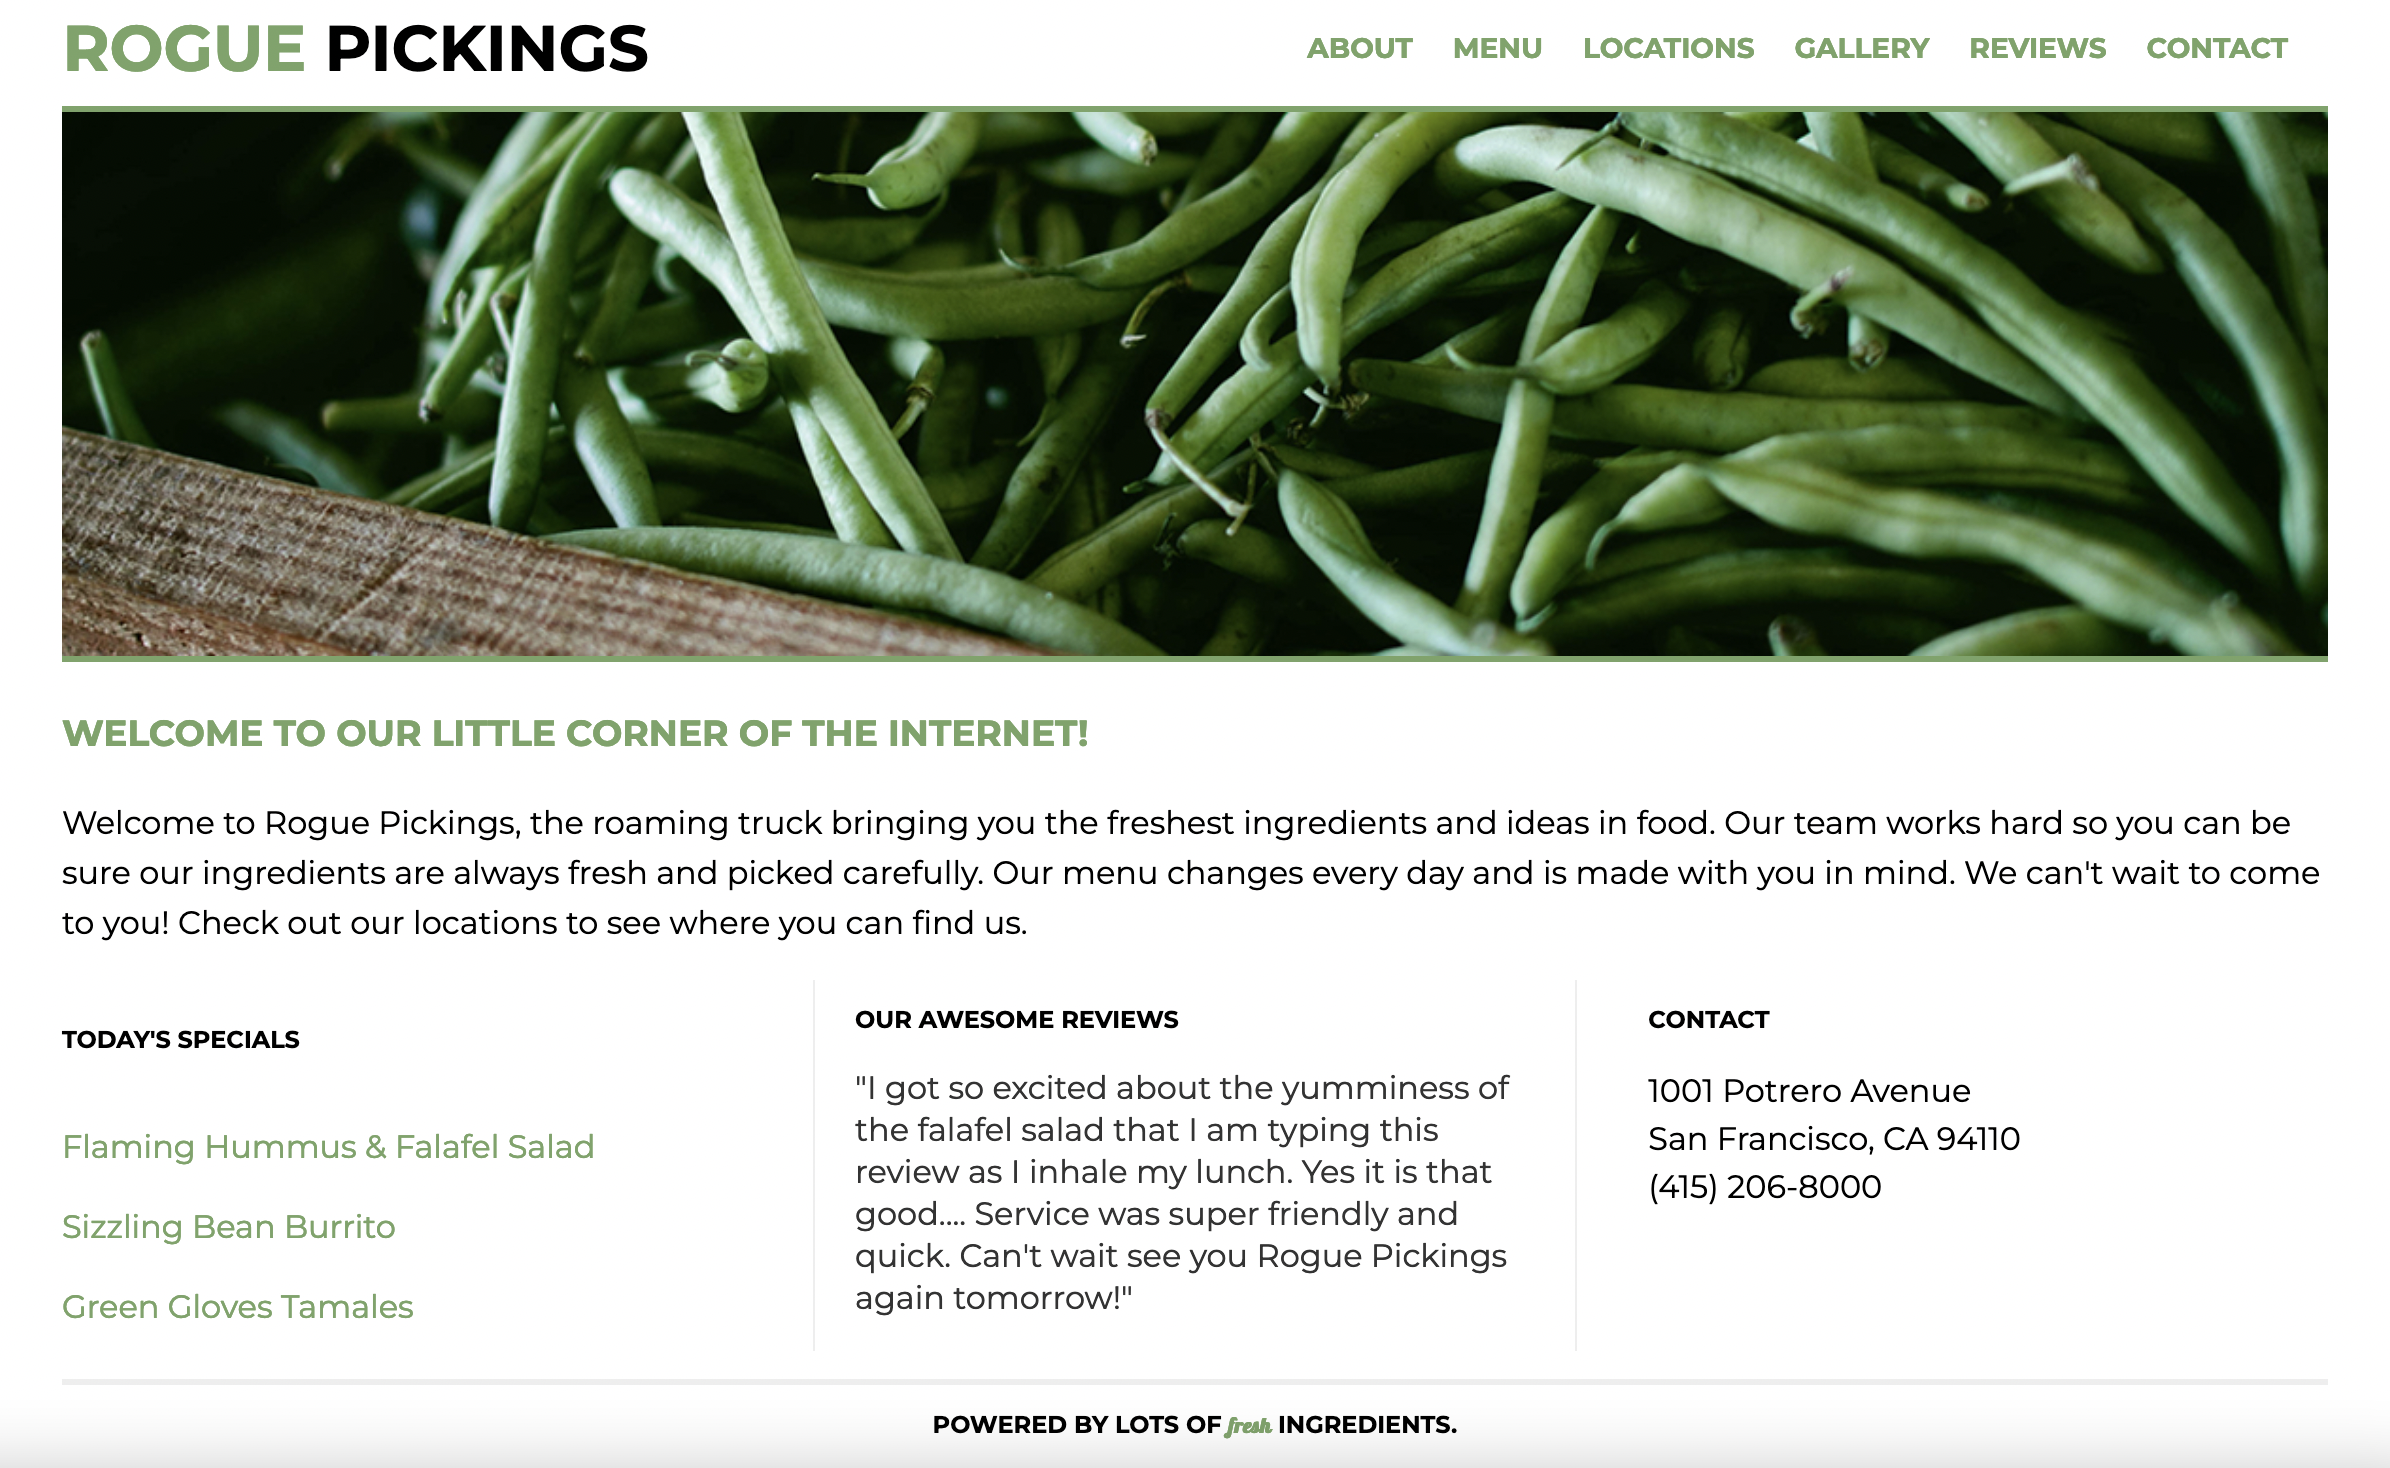 ROGUE PICKINGS
ABOUT MENU LOCATIONS GALLERY REVIEWS CONTACT
WELCOME TO OUR LITTLE CORNER OF THE INTERNET!
Welcome to Rogue Pickings, the roaming truck bringing you the freshest ingredients and ideas in food. Our team works hard so you can be
sure our ingredients are always fresh and picked carefully. Our menu changes every day and is made with you in mind. We can't wait to come
to you! Check out our locations to see where you can find us.
TODAY'S SPECIALS
Flaming Hummus & Falafel Salad
Sizzling Bean Burrito
Green Gloves Tamales
OUR AWESOME REVIEWS
"I got so excited about the yumminess of
the falafel salad that I am typing this
review as I inhale my lunch. Yes it is that
good.... Service was super friendly and
quick. Can't wait see you Rogue Pickings
again tomorrow!"
CONTACT
1001 Potrero Avenue
San Francisco, CA 94110
(415) 206-8000
POWERED BY LOTS OF fresh INGREDIENTS.